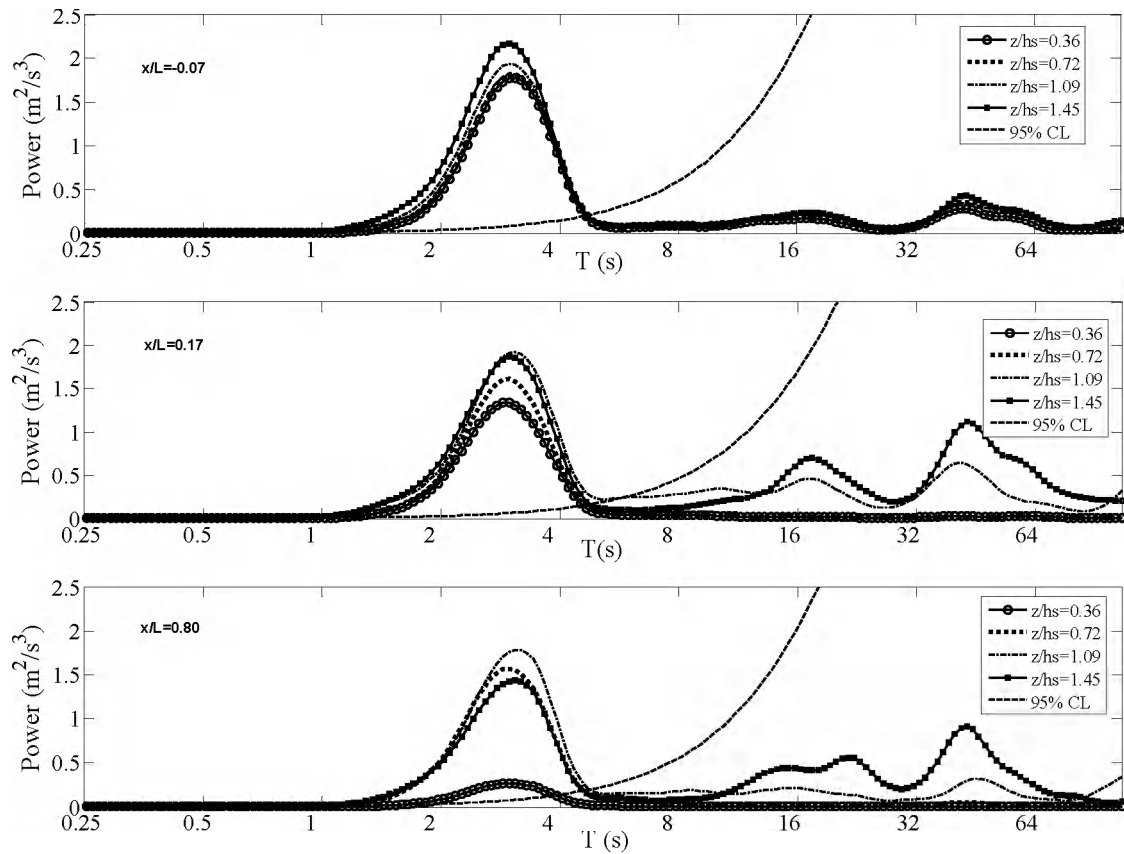 2.5
2
1.5
1
0.5
0
Power (m²/s³)
x/L=-0.07
z/hs=0.36
z/hs=0.72
z/hs=1.09
z/hs=1.45
95% CL
0.25 0.5 1 2 4 8 16 32 64
T (s)
2.5
2
1.5
1
0.5
0
Power (m²/s³)
x/L=0.17
z/hs=0.36
z/hs=0.72
z/hs=1.09
z/hs=1.45
95% CL
0.25 0.5 1 2 4 8 16 32 64
T(s)
2.5
2
1.5
1
0.5
0
Power (m²/s³)
x/L=0.80
z/hs=0.36
z/hs=0.72
z/hs=1.09
z/hs=1.45
95% CL
0.25 0.5 1 2 4 8 16 32 64
T (s)